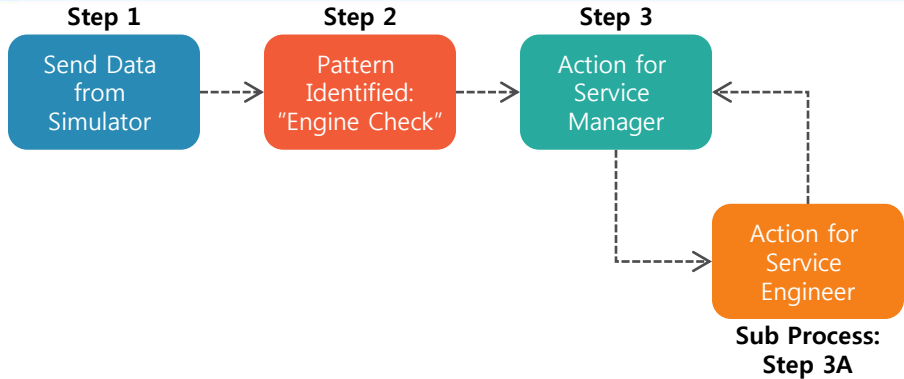 Step 1
Send Data
from
Simulator
Step 2
Pattern
Identified:
"Engine Check"
Step 3
Action for
Service
Manager
Action for
Service
Engineer
Sub Process:
Step 3A